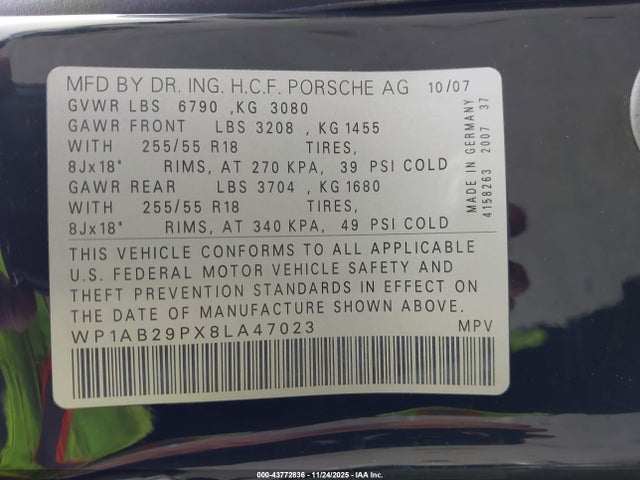 MFD BY DR. ING. H.C.F. PORSCHE AG 10/07
GVWR LBS 6790 ,KG 3080
GAWR FRONT LBS 3208 , KG 1455
WITH 255/55 R18 TIRES,
8Jx18" RIMS, AT 270 KPA, 39 PSI COLD
GAWR REAR LBS 3704 , KG 1680
WITH 255/55 R18 TIRES,
8Jx18" RIMS, AT 340 KPA, 49 PSI COLD
MADE IN GERMANY
4158263 2007 37
THIS VEHICLE CONFORMS TO ALL APPLICABLE
U.S. FEDERAL MOTOR VEHICLE SAFETY AND
THEFT PREVENTION STANDARDS IN EFFECT ON
THE DATE OF MANUFACTURE SHOWN ABOVE.
WP1AB29PX8LA47023 MPV
000-43772836 - 11/24/2025 - IAA Inc.